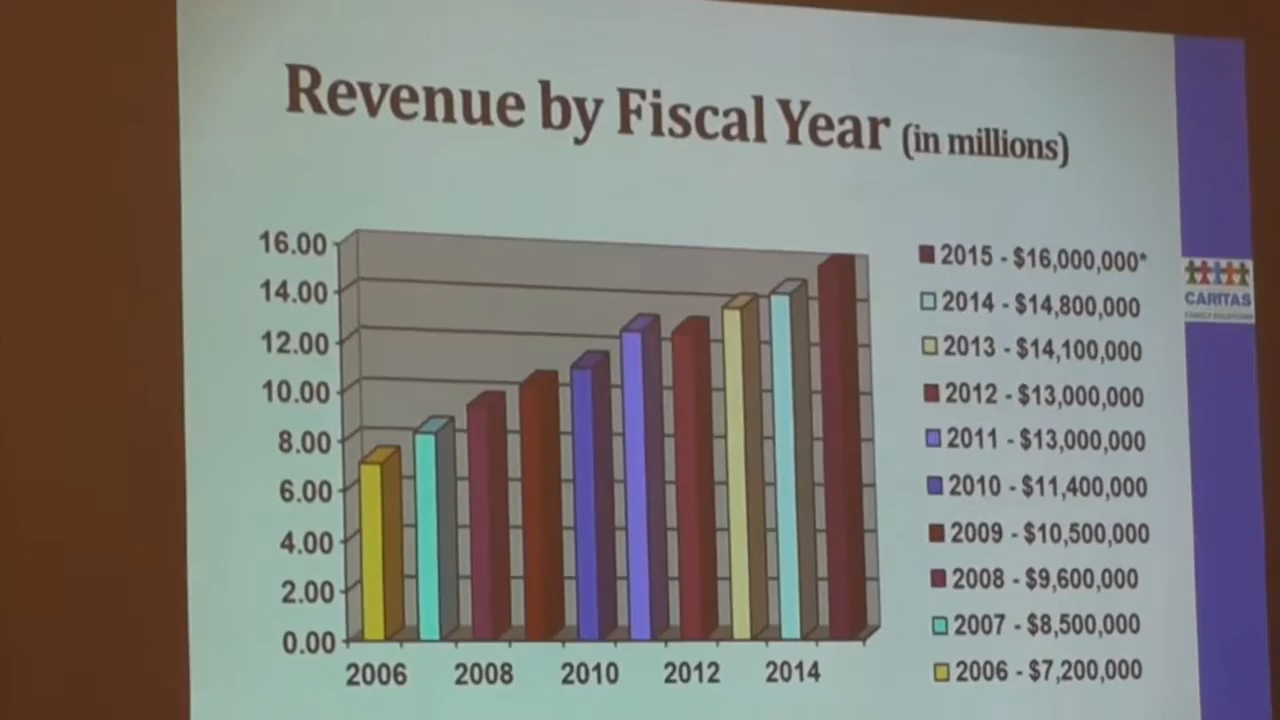 Revenue by Fiscal Year (in millions)
16.00
14.00
12.00
10.00
8.00
6.00
4.00
2.00
0.00
2006
2008
2010
2012
2014
2015 - $16,000,000*
2014 - $14,800,000
2013 - $14,100,000
2012 - $13,000,000
2011 - $13,000,000
2010 - $11,400,000
2009 - $10,500,000
2008 - $9,600,000
2007 - $8,500,000
2006 - $7,200,000
CARITAS
FAMILY SOLUTIONS